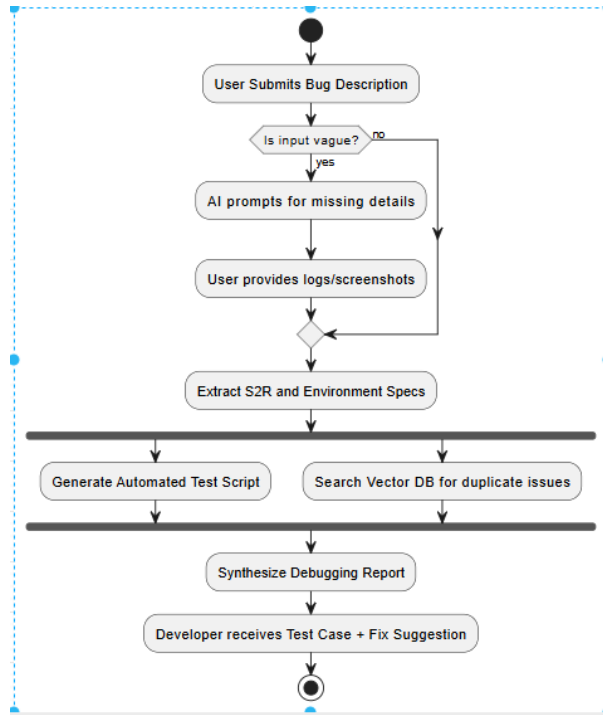 User Submits Bug Description
Is input vague?
no
yes
AI prompts for missing details
User provides logs/screenshots
Extract S2R and Environment Specs
Generate Automated Test Script
Search Vector DB for duplicate issues
Synthesize Debugging Report
Developer receives Test Case + Fix Suggestion